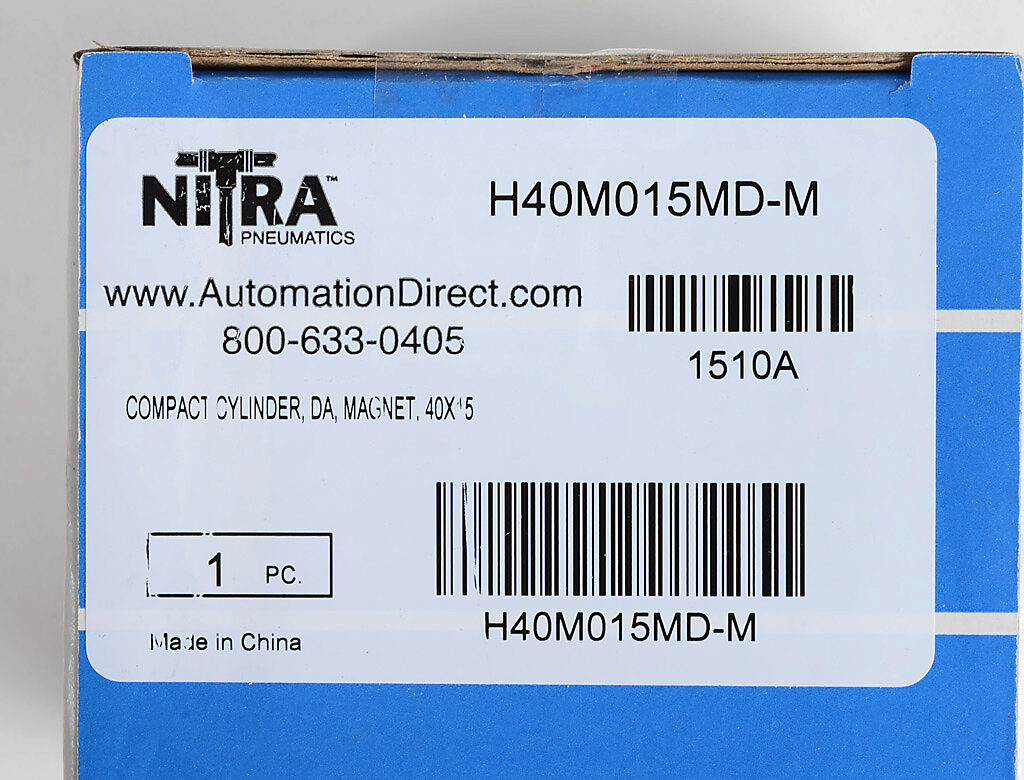 NITRA™
PNEUMATICS
H40M015MD-M
www.AutomationDirect.com
800-633-0405
1510A
COMPACT CYLINDER, DA, MAGNET, 40X15
1 PC.
H40M015MD-M
Made in China